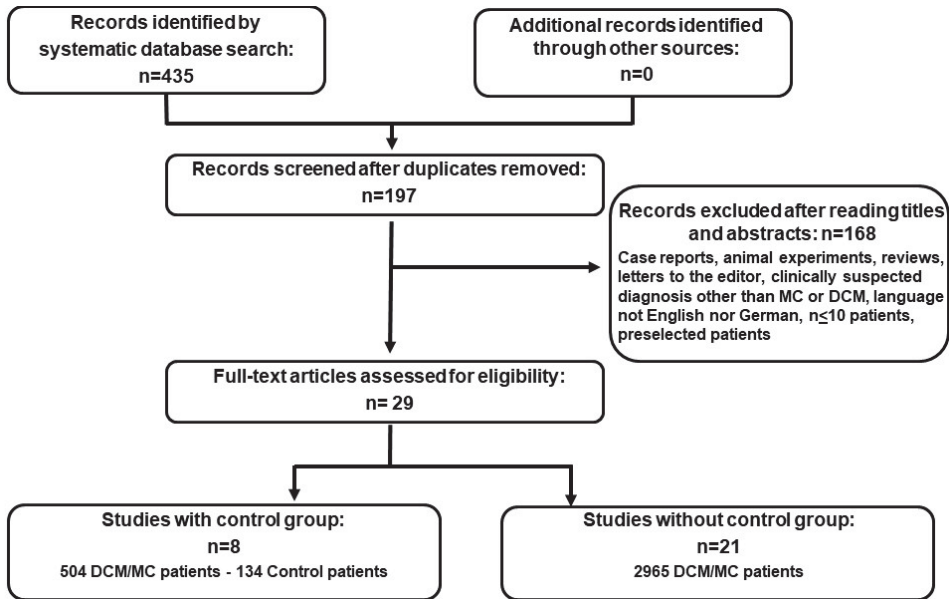 Records identified by
systematic database search:
n=435
Additional records identified
through other sources:
n=0
Records screened after duplicates removed:
n=197
Records excluded after reading titles
and abstracts: n=168
Case reports, animal experiments, reviews,
letters to the editor, clinically suspected
diagnosis other than MC or DCM, language
not English nor German, n≤10 patients,
preselected patients
Full-text articles assessed for eligibility:
n= 29
Studies with control group:
n=8
504 DCM/MC patients - 134 Control patients
Studies without control group:
n=21
2965 DCM/MC patients